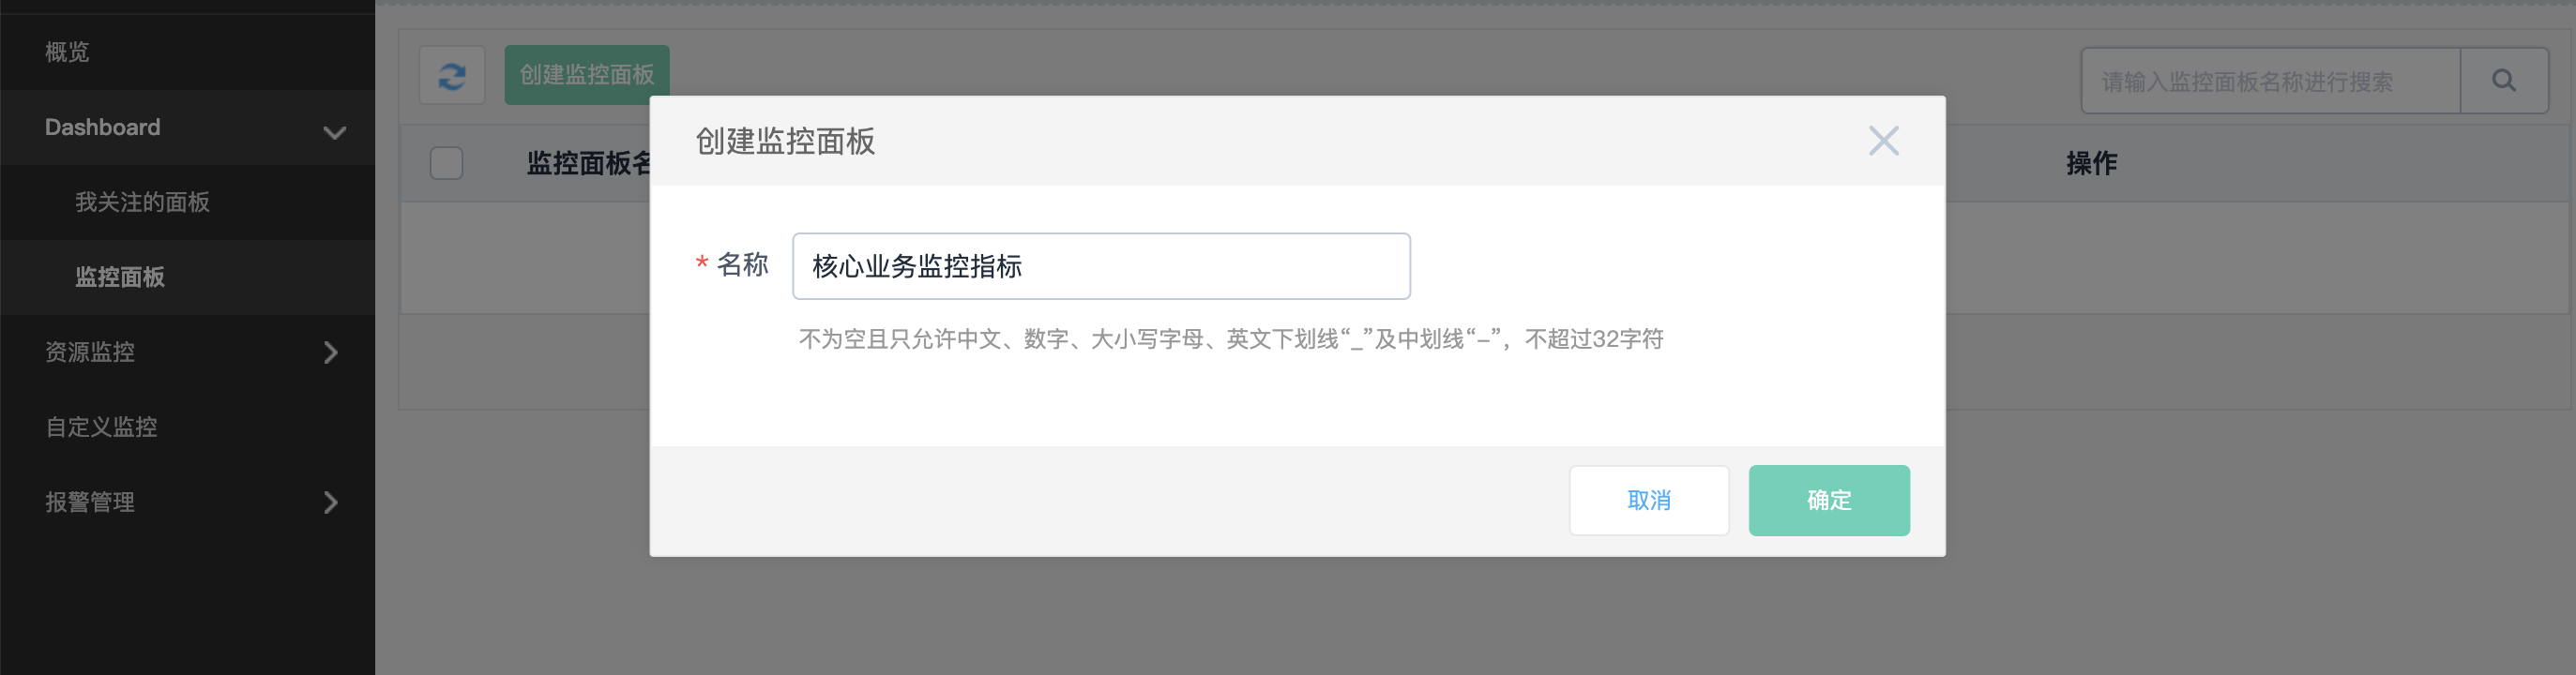 概览
Dashboard
我关注的面板
监控面板
资源监控
自定义监控
报警管理
创建监控面板
请输入监控面板名称进行搜索
监控面板名
操作
创建监控面板
* 名称
核心业务监控指标
不为空且只允许中文、数字、大小写字母、英文下划线“_”及中划线“-”，不超过32字符
取消
确定